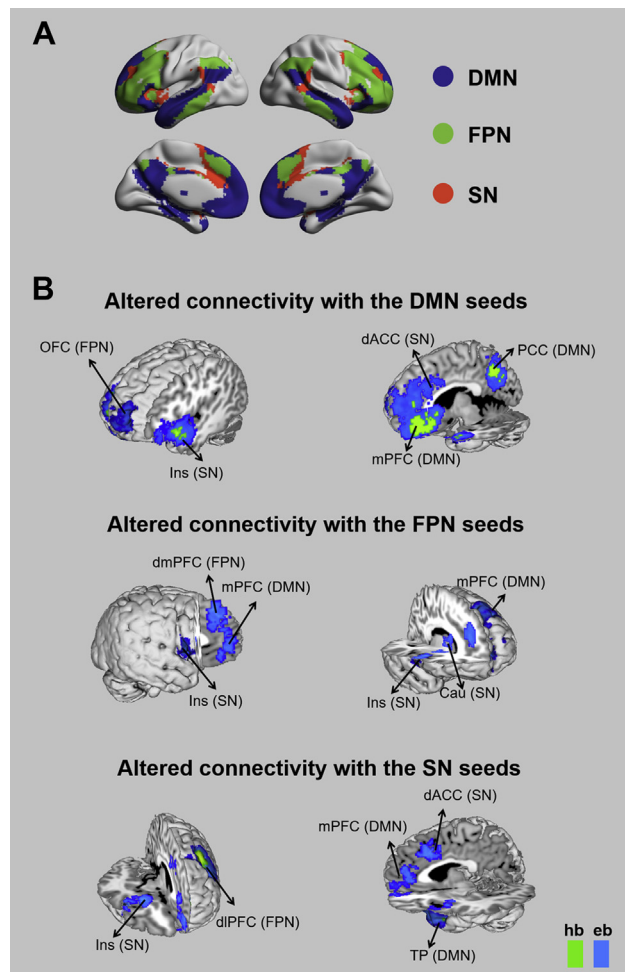 A
DMN
FPN
SN
B
Altered connectivity with the DMN seeds
OFC (FPN)
Ins (SN)
dACC (SN)
PCC (DMN)
mPFC (DMN)
Altered connectivity with the FPN seeds
dmPFC (FPN)
mPFC (DMN)
Ins (SN)
mPFC (DMN)
Ins (SN)
Cau (SN)
Altered connectivity with the SN seeds
Ins (SN)
dlPFC (FPN)
dACC (SN)
mPFC (DMN)
TP (DMN)
hb eb